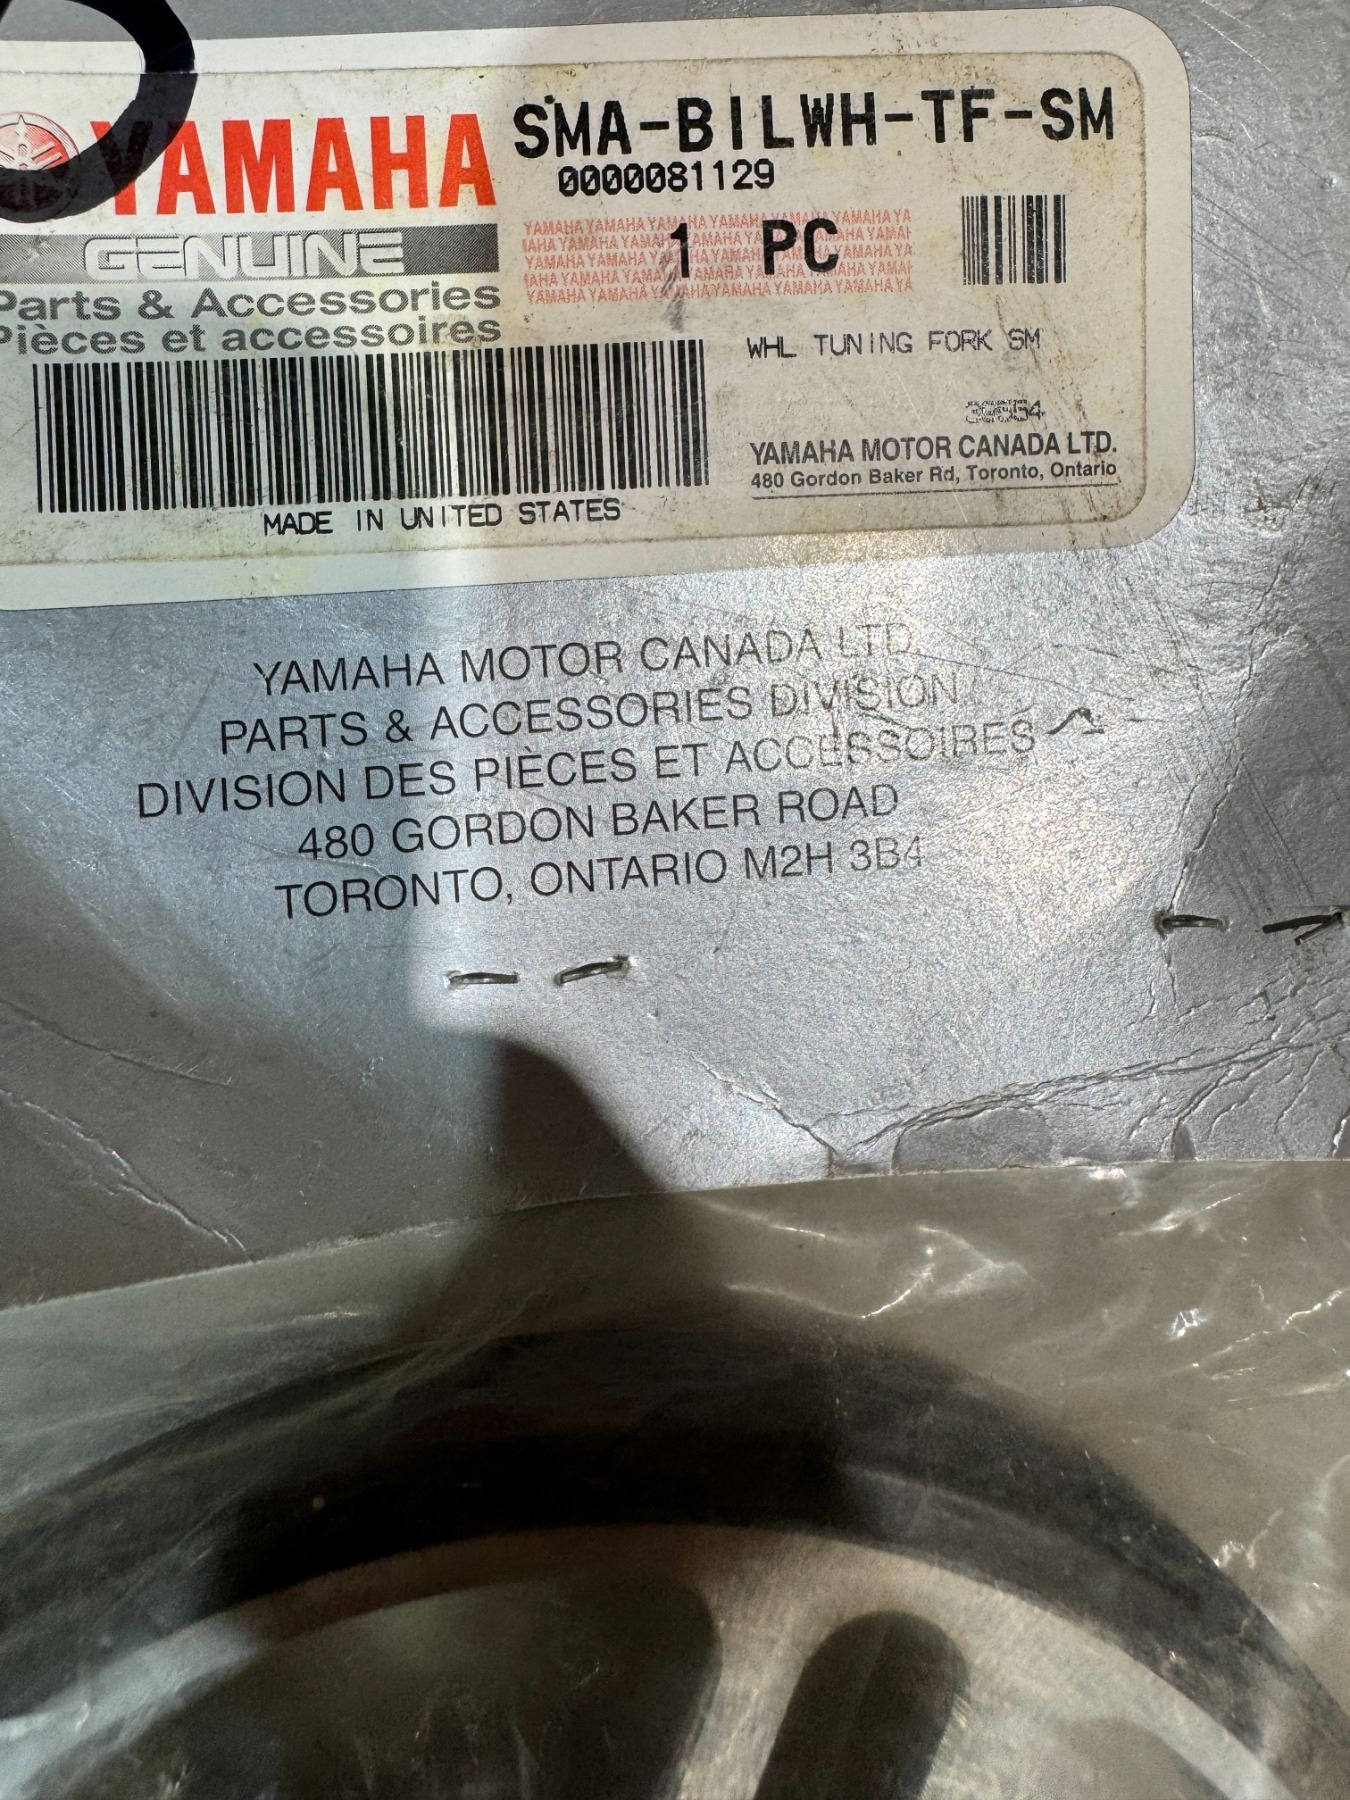 YAMAHA
GENUINE
Parts & Accessories
Pièces et accessoires
SMA-BILWH-TF-SM
0000081129
1 PC
WHL TUNING FORK SM
YAMAHA MOTOR CANADA LTD.
480 Gordon Baker Rd, Toronto, Ontario
MADE IN UNITED STATES
YAMAHA MOTOR CANADA LTD.
PARTS & ACCESSORIES DIVISION
DIVISION DES PIÈCES ET ACCESSOIRES
480 GORDON BAKER ROAD
TORONTO, ONTARIO M2H 3B4